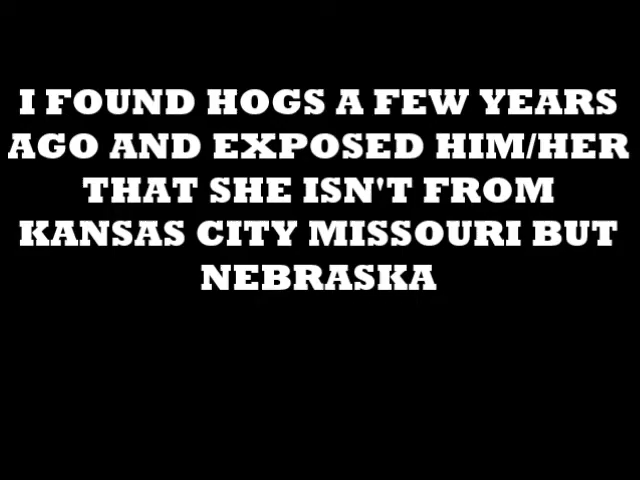 I FOUND HOGS A FEW YEARS
AGO AND EXPOSED HIM/HER
THAT SHE ISN'T FROM
KANSAS CITY MISSOURI BUT
NEBRASKA